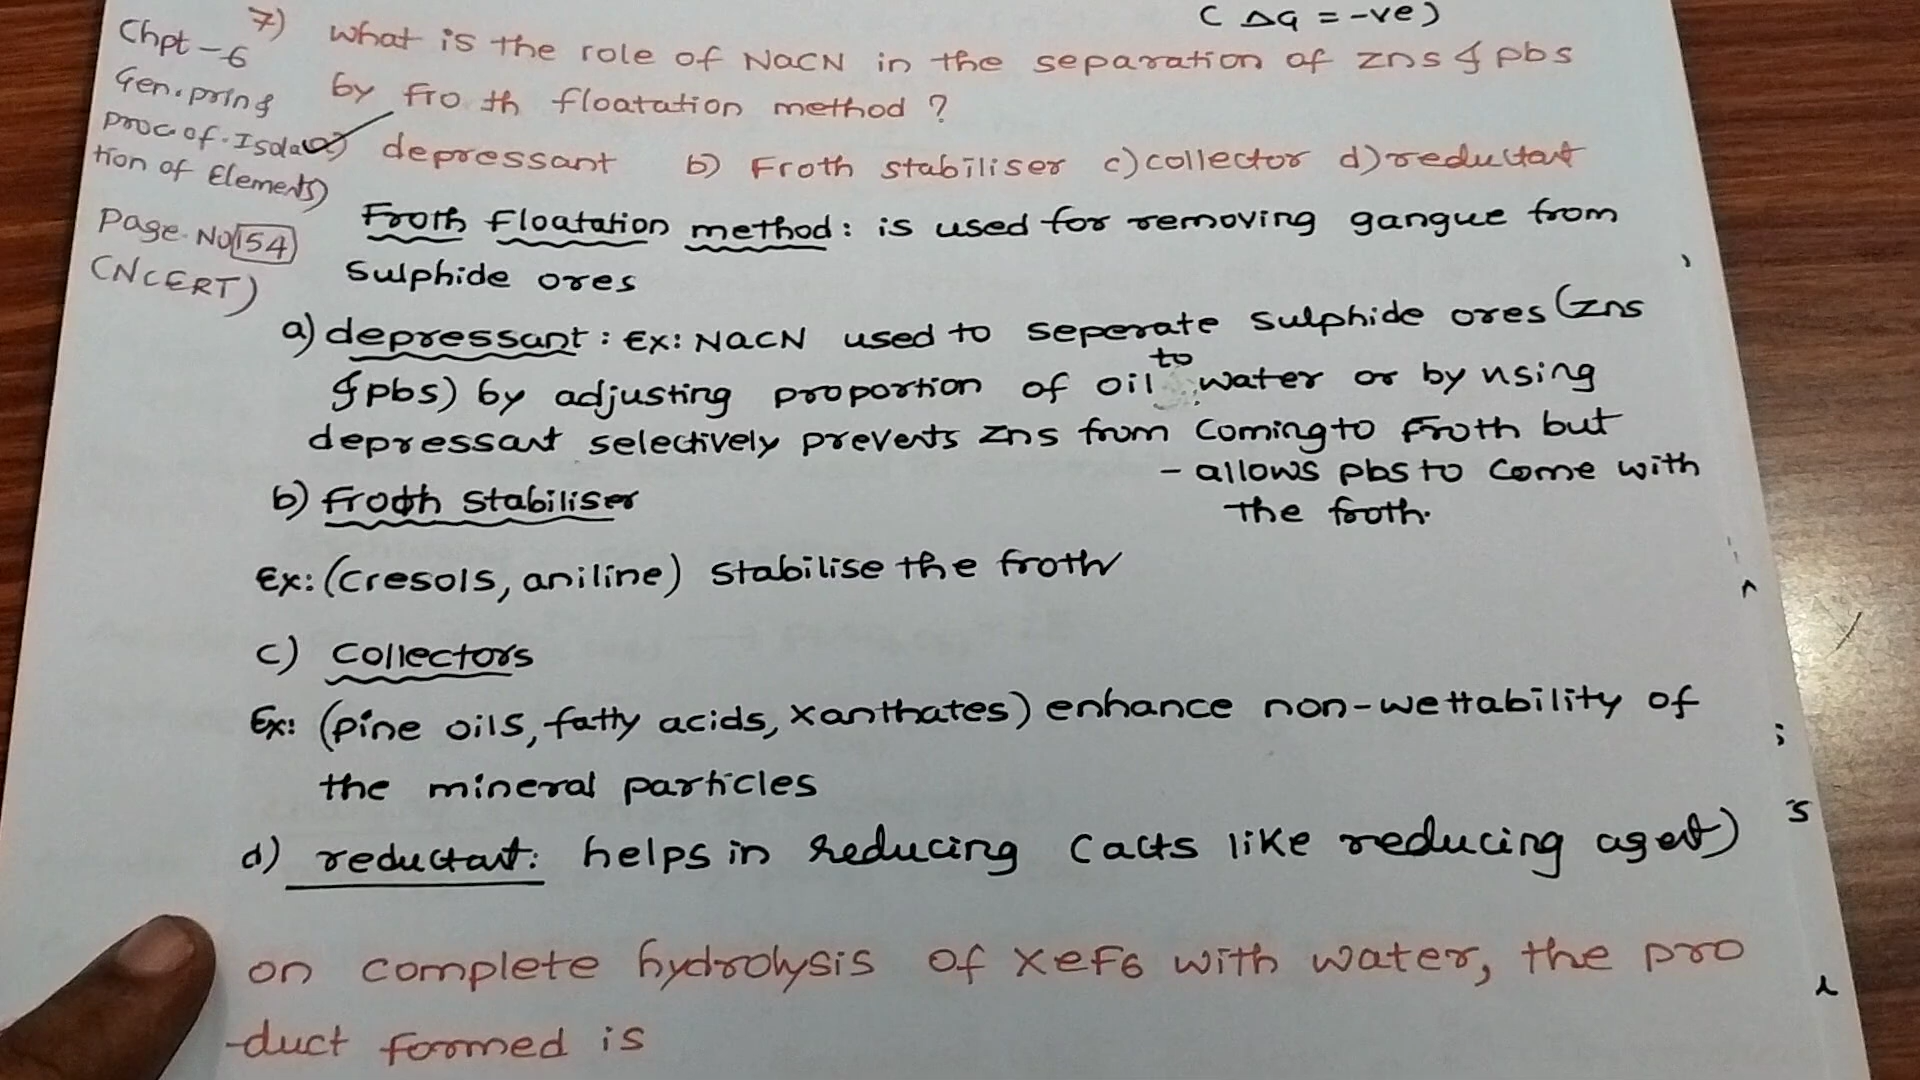 ( ΔG = -ve)
7) what is the role of NaCN in the separation of zns & pbs
by fro th floatation method ?
a) depressant b) Froth stabiliser c) collector d) reductant
Chpt - 6
Gen. prin &
proc. of. Isola
tion of Elements)
Page. No 154
(NCERT)
Froth Floatation method : is used for removing gangue from
sulphide ores
a) depressant : Ex: NaCN used to seperate sulphide ores (zns
& pbs) by adjusting proportion of oil to water or by using
depressant selectively prevents zns from coming to froth but
- allows pbs to come with
the froth.
b) froth stabiliser
Ex: (cresols, aniline) stabilise the froth
c) collectors
Ex: (pine oils, fatty acids, xanthates) enhance non-wettability of
the mineral particles
d) reductant: helps in reducing (acts like reducing agent)
on complete hydrolysis of XeF6 with water, the pro
-duct formed is